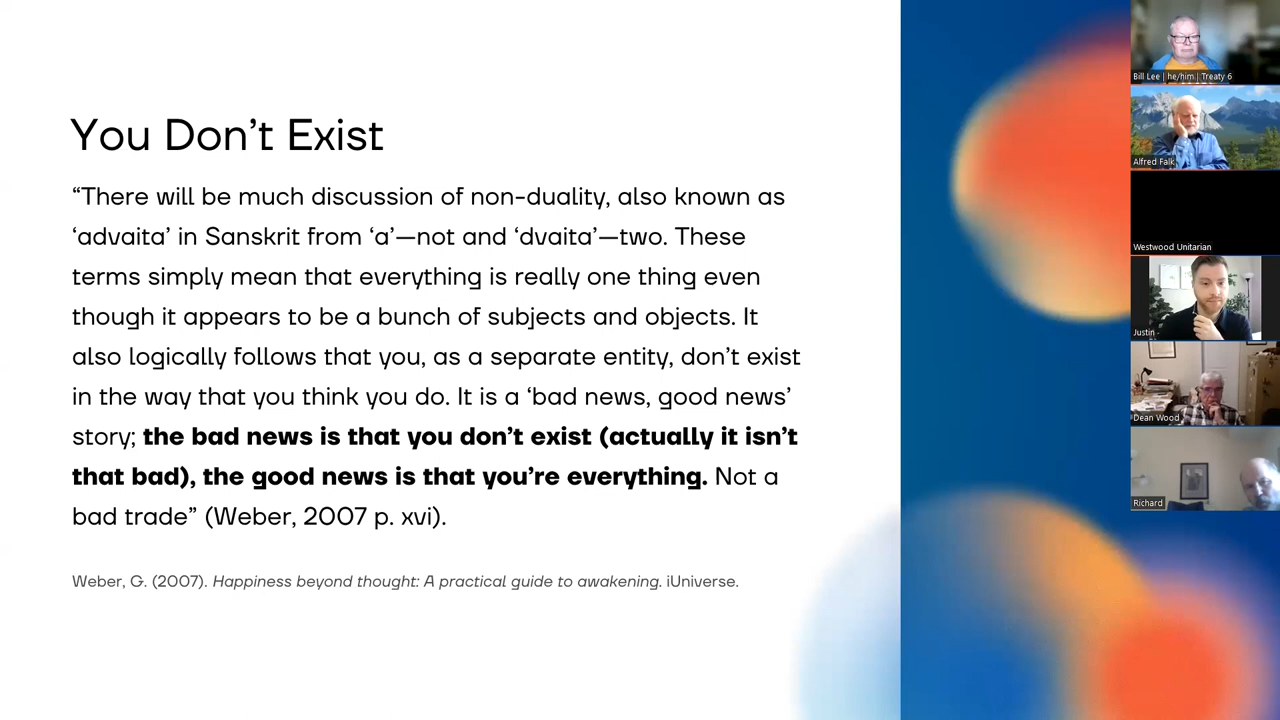 You Don’t Exist
“There will be much discussion of non-duality, also known as
‘advaita’ in Sanskrit from ‘a’—not and ‘dvaita’—two. These
terms simply mean that everything is really one thing even
though it appears to be a bunch of subjects and objects. It
also logically follows that you, as a separate entity, don’t exist
in the way that you think you do. It is a ‘bad news, good news’
story; the bad news is that you don’t exist (actually it isn’t
that bad), the good news is that you’re everything. Not a
bad trade” (Weber, 2007 p. xvi).
Weber, G. (2007). Happiness beyond thought: A practical guide to awakening. iUniverse.
Bill Lee | he/him | Treaty 6
Alfred Falk
Westwood Unitarian
Justin -
Dean Wood
Richard